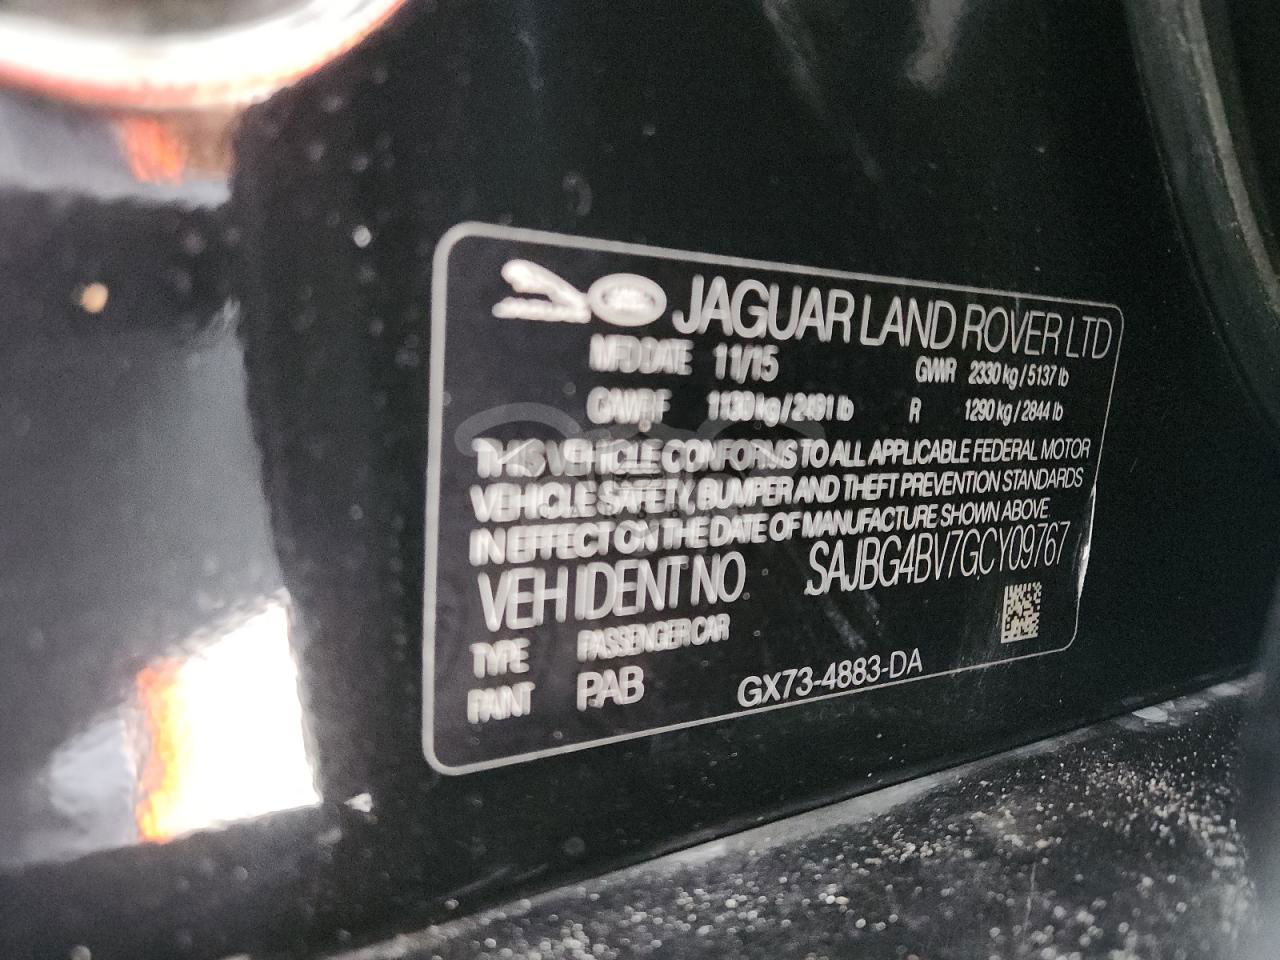 JAGUAR LAND ROVER LTD
MFD DATE 11/15 GVWR 2330 kg / 5137 lb
GAWR F 1130 kg / 2491 lb R 1290 kg / 2844 lb
THIS VEHICLE CONFORMS TO ALL APPLICABLE FEDERAL MOTOR
VEHICLE SAFETY, BUMPER AND THEFT PREVENTION STANDARDS
IN EFFECT ON THE DATE OF MANUFACTURE SHOWN ABOVE.
VEH IDENT NO SAJBG4BV7GCY09767
TYPE PASSENGER CAR
PAINT PAB GX73-4883-DA